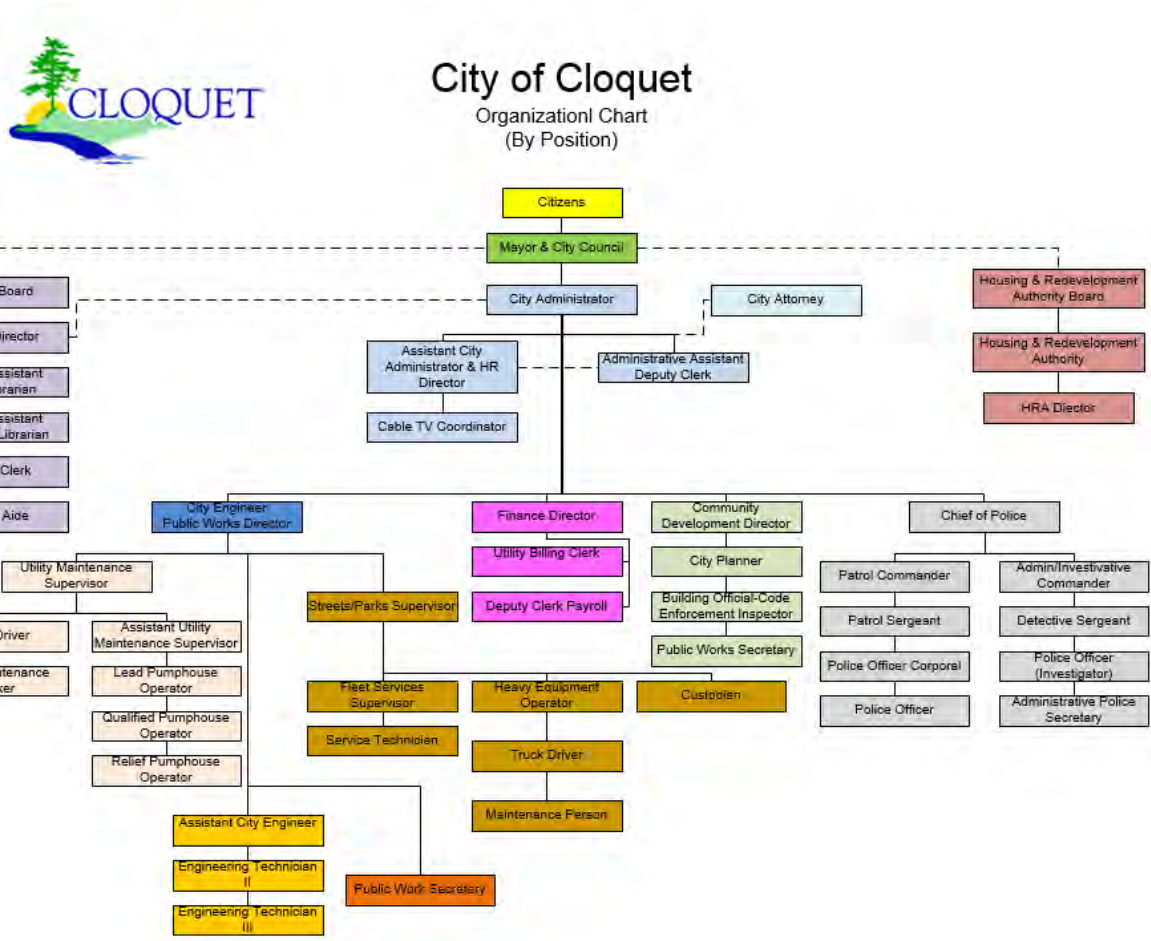 CLOQUET
City of Cloquet
Organizationl Chart
(By Position)
Citizens
Mayor & City Council
City Administrator
City Attorney
Housing & Redevelopment
Authority Board
Housing & Redevelopment
Authority
HRA Diector
Assistant City
Administrator & HR
Director
Administrative Assistant
Deputy Clerk
Cable TV Coordinator
Board
Director
Assistant
Librarian
Clerk
Aide
City Engineer
Public Works Director
Finance Director
Utility Billing Clerk
Deputy Clerk Payroll
Community
Development Director
City Planner
Building Official-Code
Enforcement Inspector
Public Works Secretary
Chief of Police
Patrol Commander
Patrol Sergeant
Police Officer Corporal
Police Officer
Admin/Investivative
Commander
Detective Sergeant
Police Officer
(Investigator)
Administrative Police
Secretary
Utility Maintenance
Supervisor
Driver
Assistant Utility
Maintenance Supervisor
Lead Pumphouse
Operator
Qualified Pumphouse
Operator
Relief Pumphouse
Operator
Streets/Parks Supervisor
Fleet Services
Supervisor
Service Technician
Heavy Equipment
Operator
Truck Driver
Maintenance Person
Custodian
Assistant City Engineer
Engineering Technician
II
Engineering Technician
III
Public Work Secretary